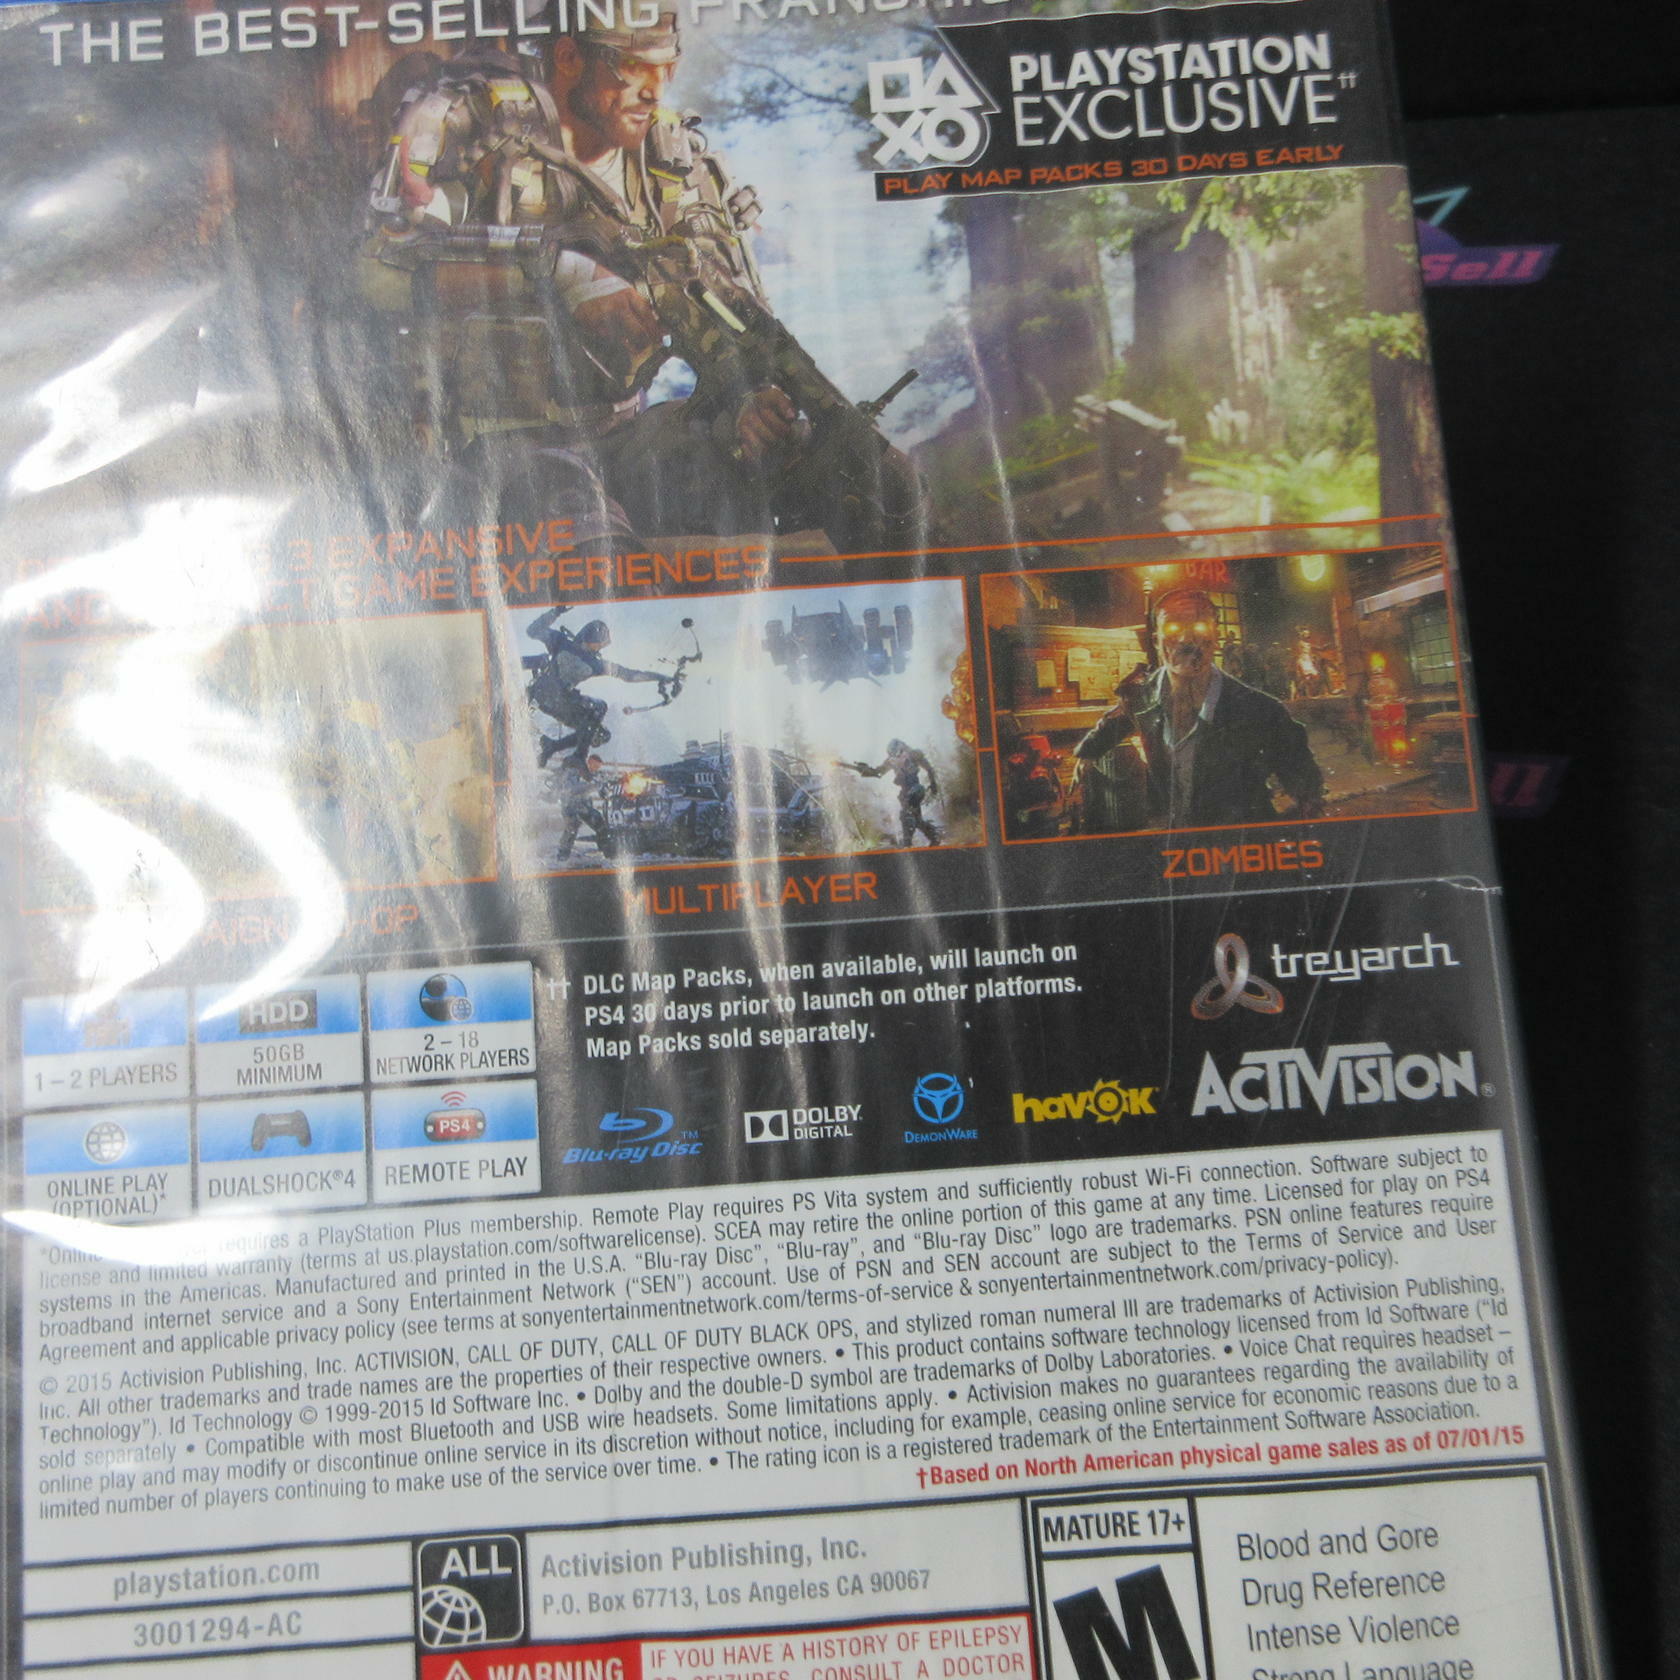 THE BEST-SELLING
PLAYSTATION
EXCLUSIVE††
PLAY MAP PACKS 30 DAYS EARLY
Sell
3 EXPANSIVE
GAME EXPERIENCES
BAR
OP
MULTIPLAYER
ZOMBIES
†† DLC Map Packs, when available, will launch on
PS4 30 days prior to launch on other platforms.
Map Packs sold separately.
treyarch
1 – 2 PLAYERS
HDD
50GB
MINIMUM
2 – 18
NETWORK PLAYERS
ONLINE PLAY
(OPTIONAL)*
DUALSHOCK®4
PS4
REMOTE PLAY
Blu-ray Disc™
DOLBY
DIGITAL
DEMONWARE
havok
ACTIVISION®
requires a PlayStation Plus membership. Remote Play requires PS Vita system and sufficiently robust Wi-Fi connection. Software subject to
license and limited warranty (terms at us.playstation.com/softwarelicense). SCEA may retire the online portion of this game at any time. Licensed for play on PS4
systems in the Americas. Manufactured and printed in the U.S.A. “Blu-ray Disc”, “Blu-ray”, and “Blu-ray Disc” logo are trademarks. PSN online features require
broadband internet service and a Sony Entertainment Network (“SEN”) account. Use of PSN and SEN account are subject to the Terms of Service and User
Agreement and applicable privacy policy (see terms at sonyentertainmentnetwork.com/terms-of-service & sonyentertainmentnetwork.com/privacy-policy).
© 2015 Activision Publishing, Inc. ACTIVISION, CALL OF DUTY, CALL OF DUTY BLACK OPS, and stylized roman numeral III are trademarks of Activision Publishing,
Inc. All other trademarks and trade names are the properties of their respective owners. • This product contains software technology licensed from Id Software (“Id
Technology”). Id Technology © 1999-2015 Id Software Inc. • Dolby and the double-D symbol are trademarks of Dolby Laboratories. • Voice Chat requires headset –
sold separately • Compatible with most Bluetooth and USB wire headsets. Some limitations apply. • Activision makes no guarantees regarding the availability of
online play and may modify or discontinue online service in its discretion without notice, including for example, ceasing online service for economic reasons due to a
limited number of players continuing to make use of the service over time. • The rating icon is a registered trademark of the Entertainment Software Association.
†Based on North American physical game sales as of 07/01/15
playstation.com
3001294-AC
ALL
Activision Publishing, Inc.
P.O. Box 67713, Los Angeles CA 90067
WARNING
IF YOU HAVE A HISTORY OF EPILEPSY
OR SEIZURES, CONSULT A DOCTOR
MATURE 17+
M
Blood and Gore
Drug Reference
Intense Violence
Strong Language